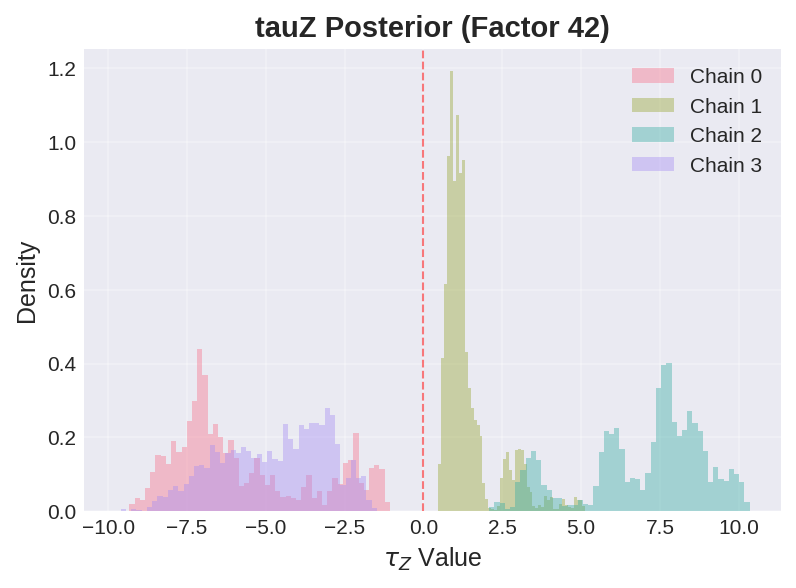 tauZ Posterior (Factor 42)
Chain 0
Chain 1
Chain 2
Chain 3
Density
1.2
1.0
0.8
0.6
0.4
0.2
0.0
−10.0 −7.5 −5.0 −2.5 0.0 2.5 5.0 7.5 10.0
τ_Z Value